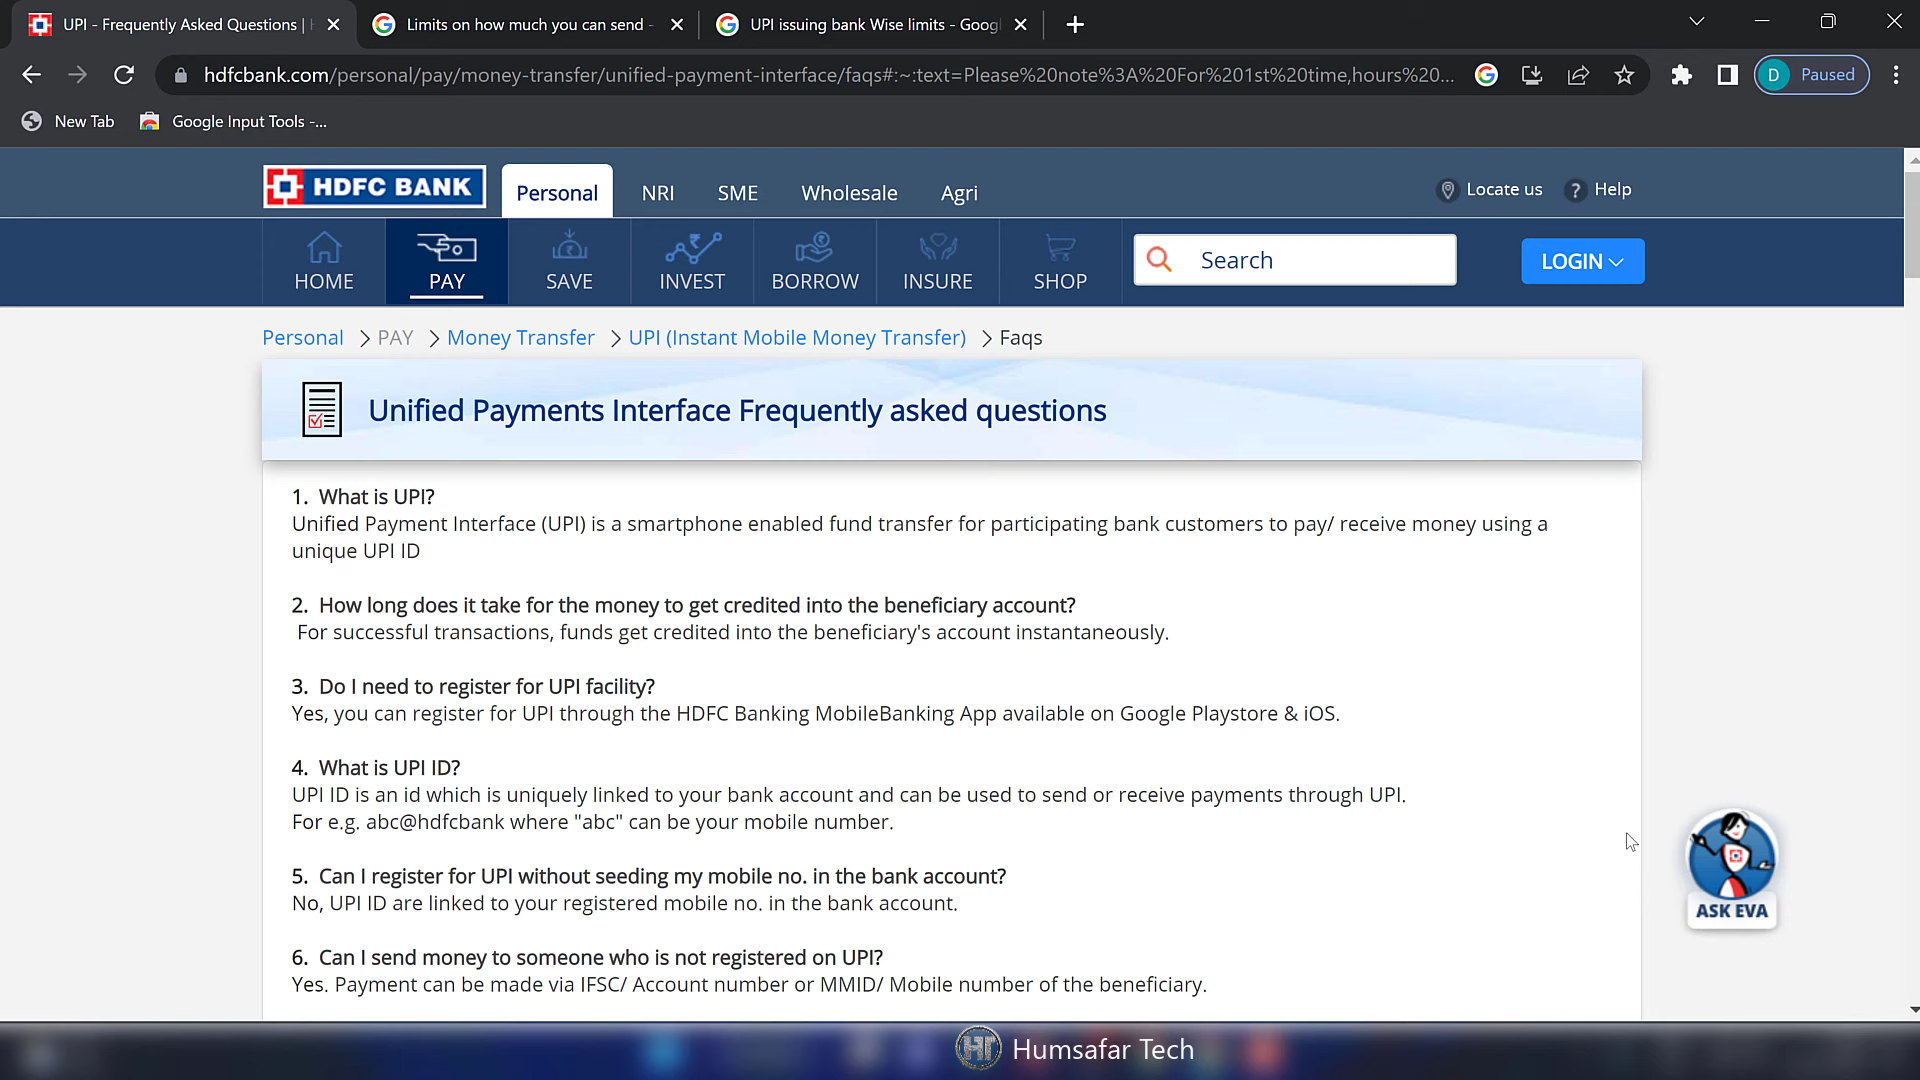 UPI - Frequently Asked Questions |
Limits on how much you can send -
UPI issuing bank Wise limits - Goog
hdfcbank.com/personal/pay/money-transfer/unified-payment-interface/faqs#:~:text=Please%20note%3A%20For%201st%20time,hours%20...
D Paused
New Tab
Google Input Tools -...
HDFC BANK
Personal
NRI
SME
Wholesale
Agri
Locate us
? Help
HOME
PAY
SAVE
INVEST
BORROW
INSURE
SHOP
Search
LOGIN
Personal > PAY > Money Transfer > UPI (Instant Mobile Money Transfer) > Faqs
Unified Payments Interface Frequently asked questions
1. What is UPI?
Unified Payment Interface (UPI) is a smartphone enabled fund transfer for participating bank customers to pay/ receive money using a
unique UPI ID
2. How long does it take for the money to get credited into the beneficiary account?
For successful transactions, funds get credited into the beneficiary's account instantaneously.
3. Do I need to register for UPI facility?
Yes, you can register for UPI through the HDFC Banking MobileBanking App available on Google Playstore & iOS.
4. What is UPI ID?
UPI ID is an id which is uniquely linked to your bank account and can be used to send or receive payments through UPI.
For e.g. abc@hdfcbank where "abc" can be your mobile number.
5. Can I register for UPI without seeding my mobile no. in the bank account?
No, UPI ID are linked to your registered mobile no. in the bank account.
6. Can I send money to someone who is not registered on UPI?
Yes. Payment can be made via IFSC/ Account number or MMID/ Mobile number of the beneficiary.
ASK EVA
HT Humsafar Tech